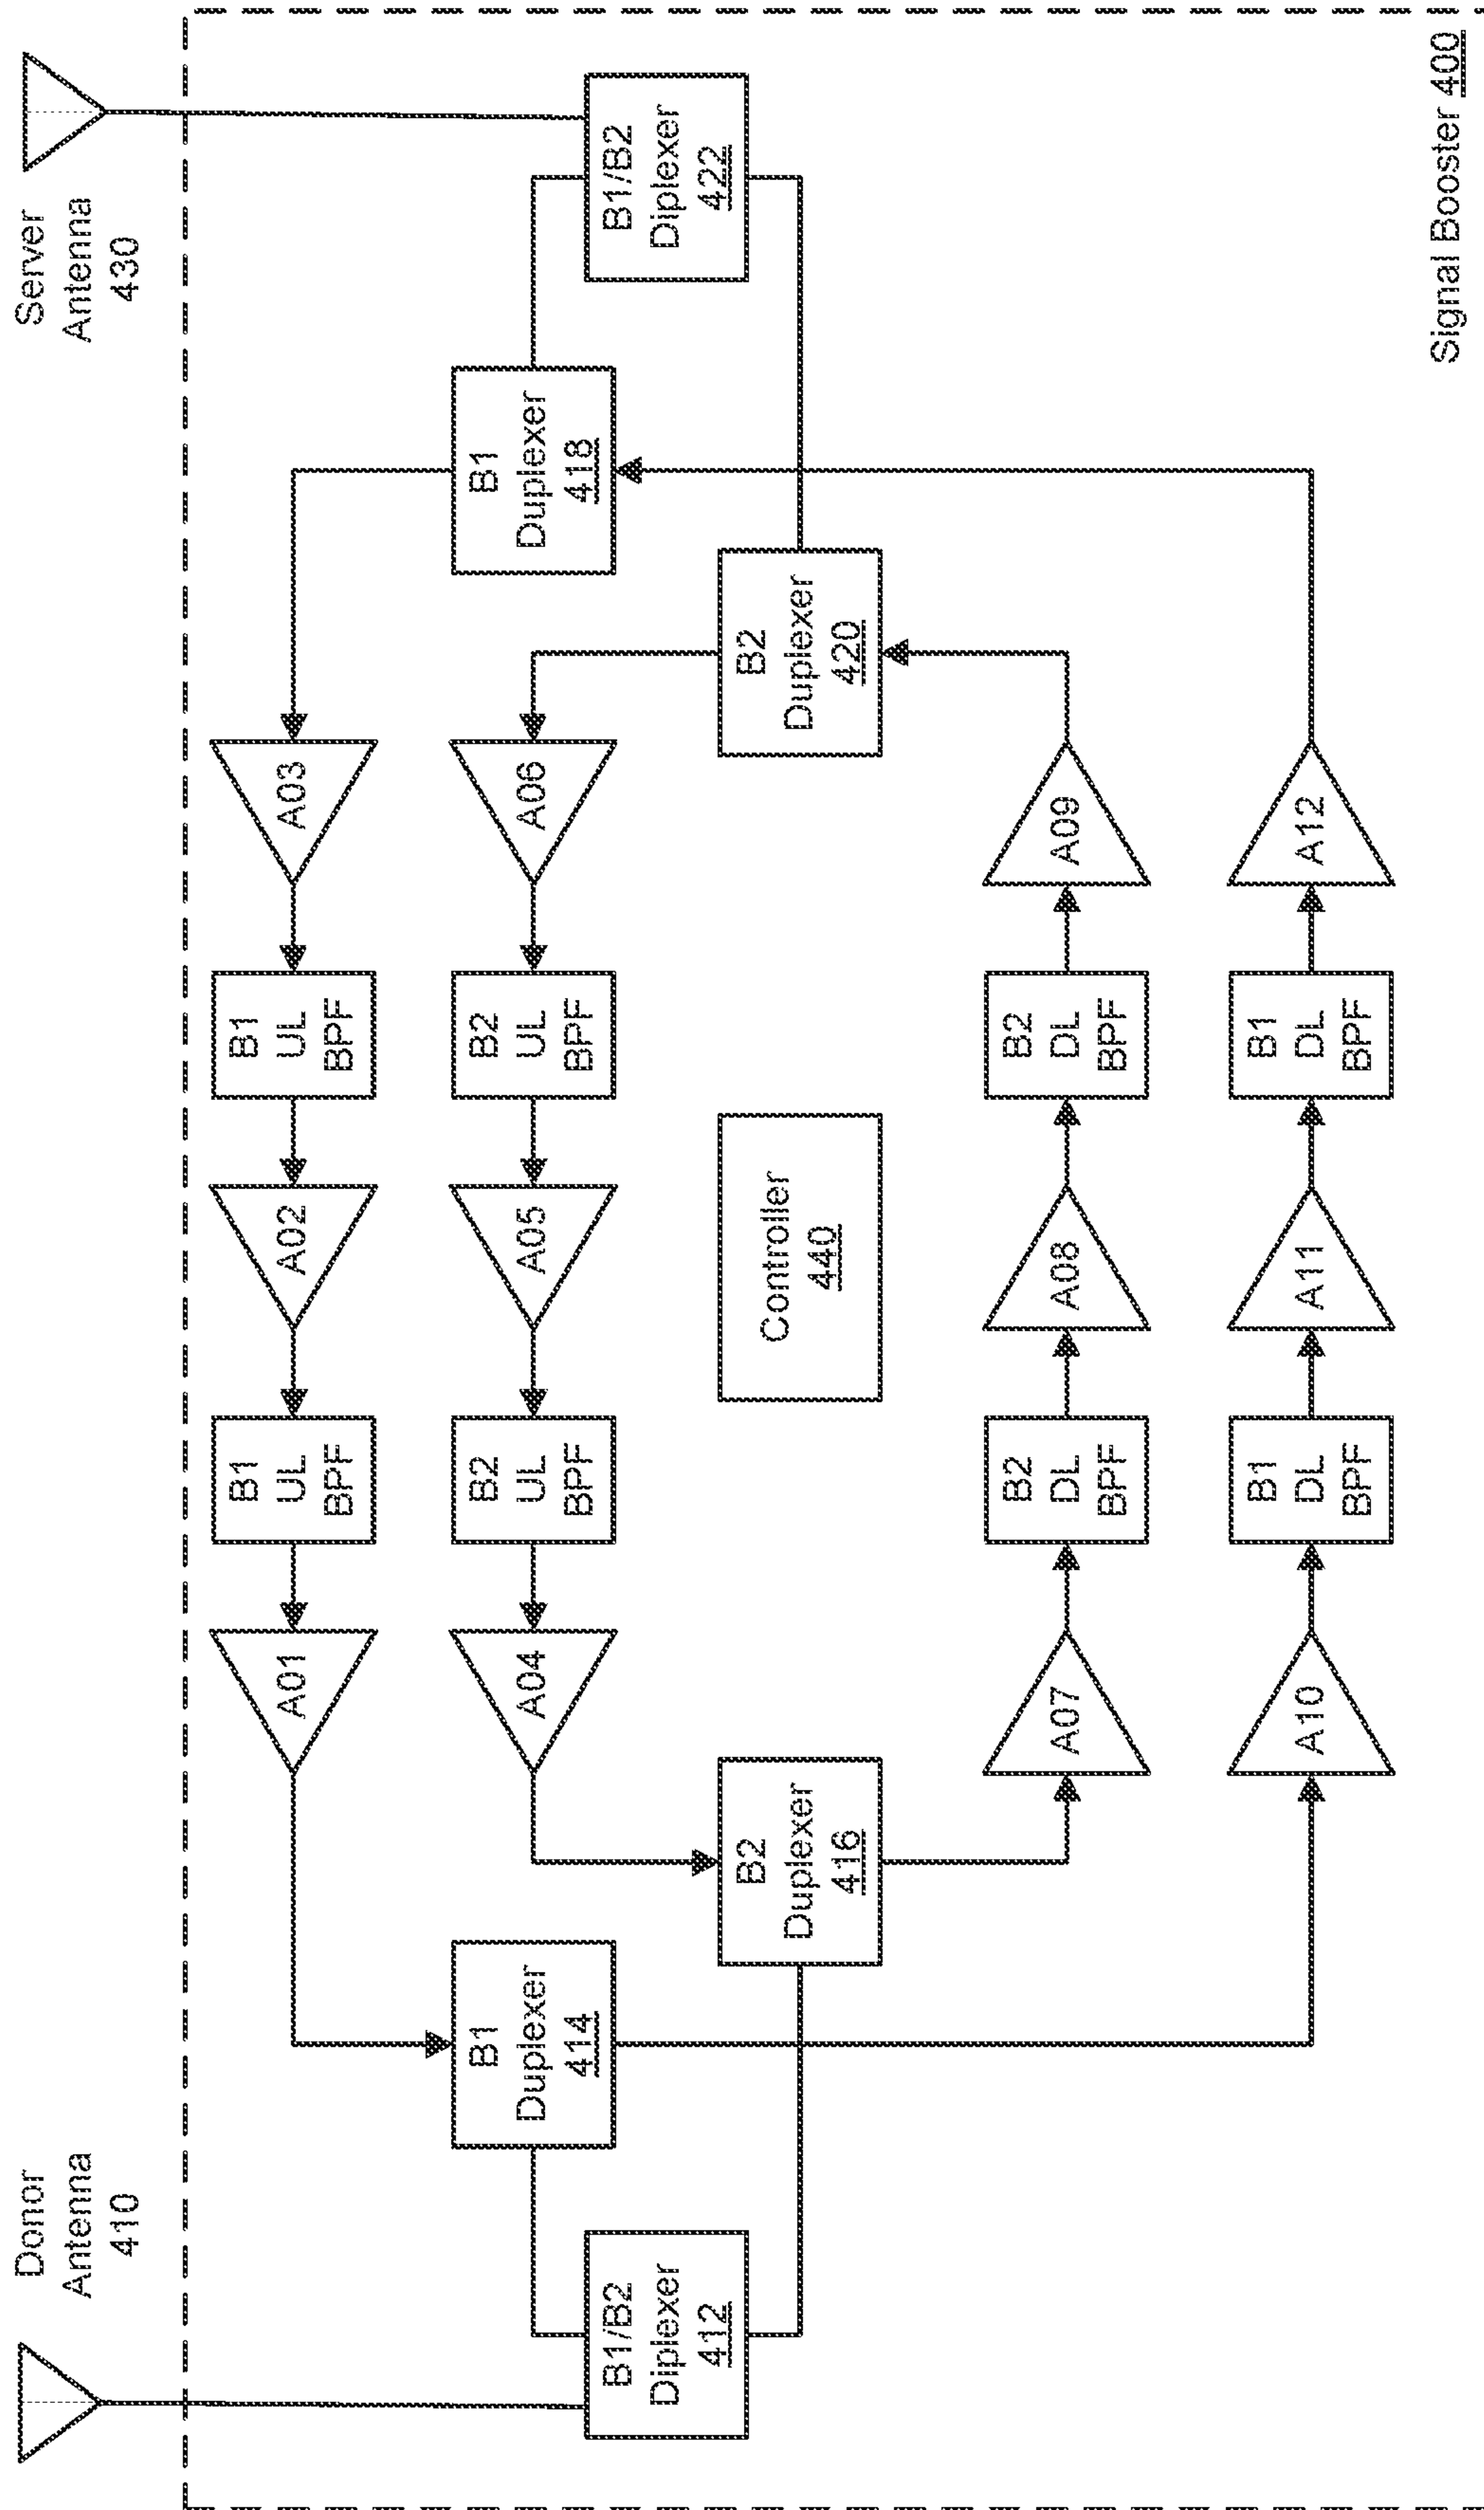 Donor
Antenna
410
Server
Antenna
430
A01
B1
UL
BPF
A02
B1
UL
BPF
A03
A04
B2
UL
BPF
A05
B2
UL
BPF
A06
B1/B2
Diplexer
412
B1
Duplexer
414
B2
Duplexer
416
Controller
440
B2
Duplexer
420
B1
Duplexer
418
B1/B2
Diplexer
422
A07
B2
DL
BPF
A08
B2
DL
BPF
A09
A10
B1
DL
BPF
A11
B1
DL
BPF
A12
Signal Booster 400